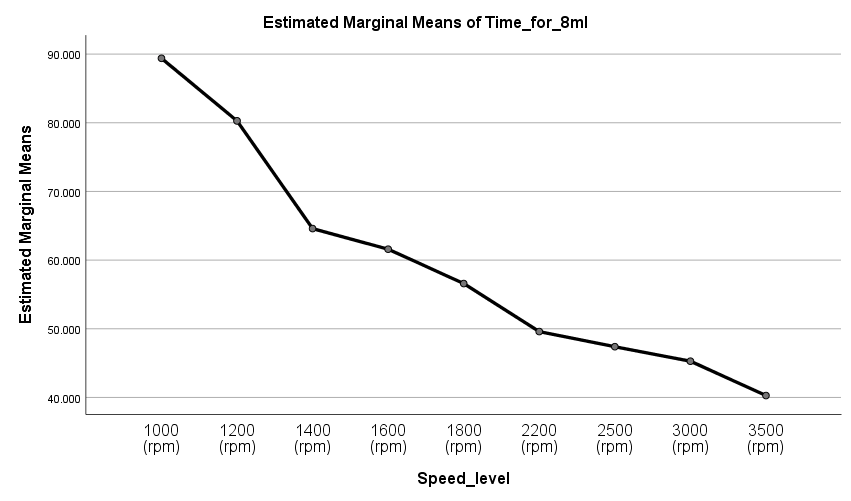 Estimated Marginal Means of Time_for_8ml
Estimated Marginal Means
90.000
80.000
70.000
60.000
50.000
40.000
1000 1200 1400 1600 1800 2200 2500 3000 3500
(rpm) (rpm) (rpm) (rpm) (rpm) (rpm) (rpm) (rpm) (rpm)
Speed_level